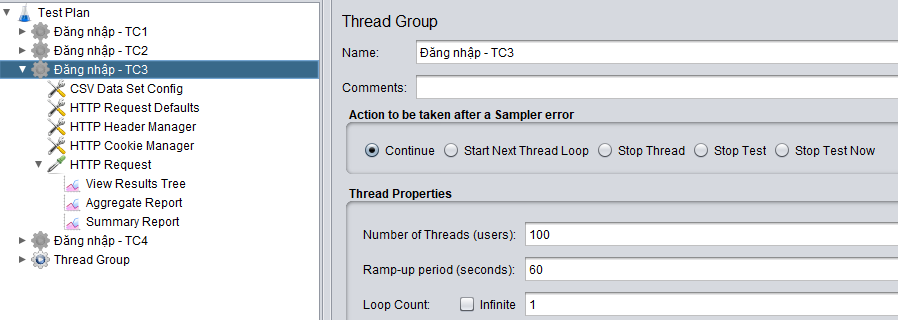 Test Plan
Đăng nhập - TC1
Đăng nhập - TC2
Đăng nhập - TC3
CSV Data Set Config
HTTP Request Defaults
HTTP Header Manager
HTTP Cookie Manager
HTTP Request
View Results Tree
Aggregate Report
Summary Report
Đăng nhập - TC4
Thread Group
Thread Group
Name: Đăng nhập - TC3
Comments:
Action to be taken after a Sampler error
Continue Start Next Thread Loop Stop Thread Stop Test Stop Test Now
Thread Properties
Number of Threads (users): 100
Ramp-up period (seconds): 60
Loop Count: Infinite 1